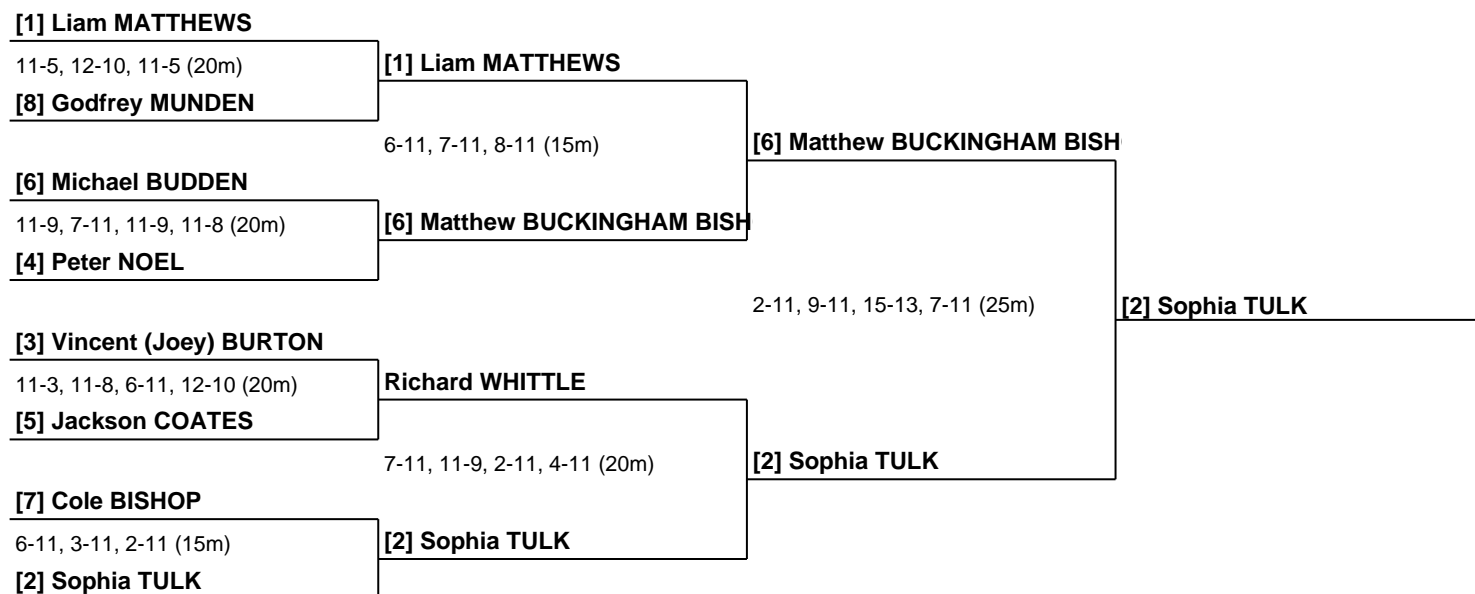 [1] Liam MATTHEWS
11-5, 12-10, 11-5 (20m)
[8] Godfrey MUNDEN
[6] Michael BUDDEN
11-9, 7-11, 11-9, 11-8 (20m)
[4] Peter NOEL
[3] Vincent (Joey) BURTON
11-3, 11-8, 6-11, 12-10 (20m)
[5] Jackson COATES
[7] Cole BISHOP
6-11, 3-11, 2-11 (15m)
[2] Sophia TULK
[1] Liam MATTHEWS
6-11, 7-11, 8-11 (15m)
[6] Matthew BUCKINGHAM BISH
Richard WHITTLE
7-11, 11-9, 2-11, 4-11 (20m)
[2] Sophia TULK
[6] Matthew BUCKINGHAM BISH
2-11, 9-11, 15-13, 7-11 (25m)
[2] Sophia TULK
[2] Sophia TULK